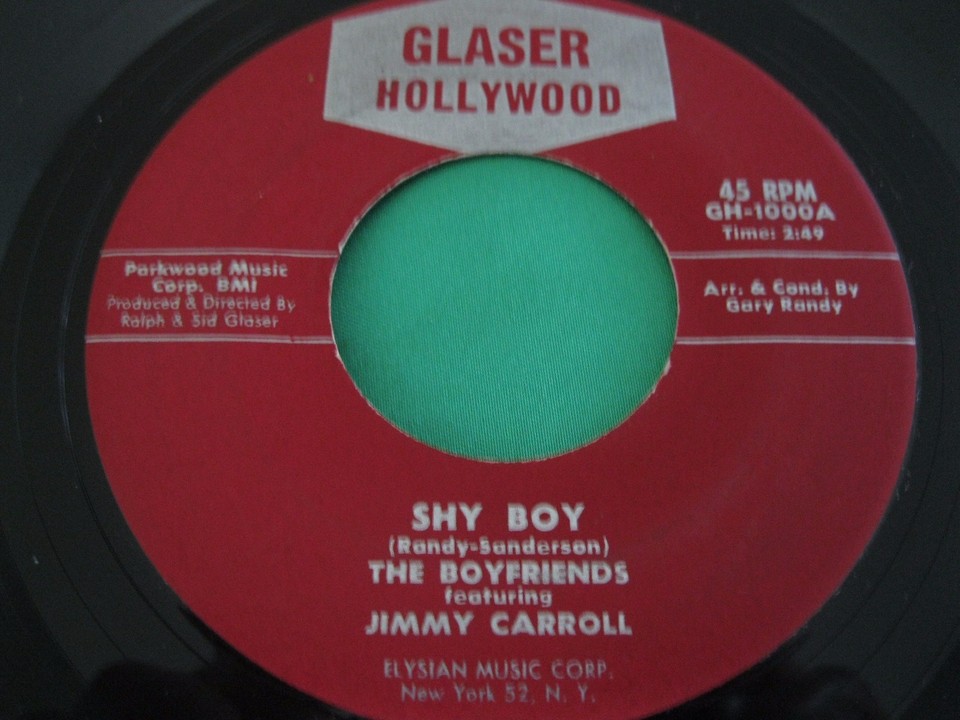 GLASER
HOLLYWOOD
45 RPM
GH-1000A
Time: 2:49
Parkwood Music
Corp. BMI
Produced & Directed By
Ralph & Sid Glaser
Arr. & Cond. By
Gary Randy
SHY BOY
(Randy-Sanderson)
THE BOYFRIENDS
featuring
JIMMY CARROLL
ELYSIAN MUSIC CORP.
New York 52, N. Y.